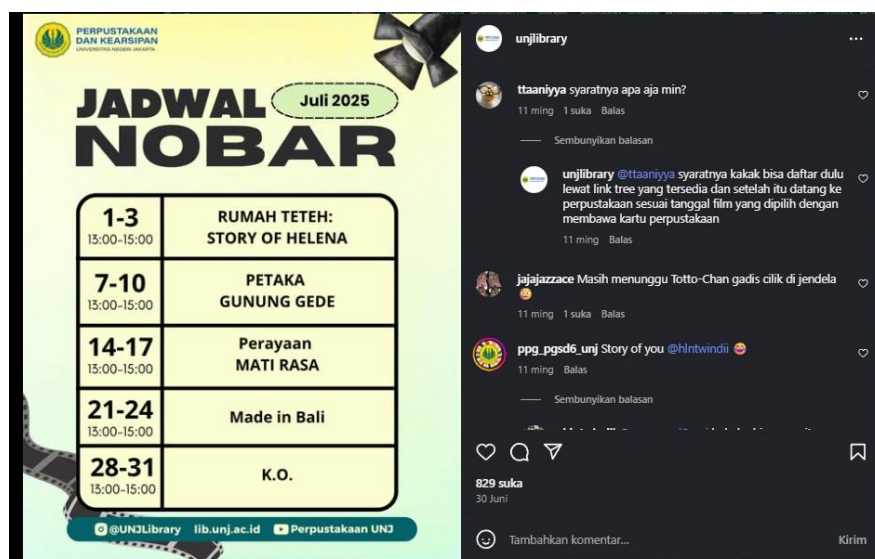 PERPUSTAKAAN
DAN KEARSIPAN
UNIVERSITAS NEGERI JAKARTA
JADWAL
Juli 2025
NOBAR
1-3
13:00-15:00
RUMAH TETEH:
STORY OF HELENA
7-10
13:00-15:00
PETAKA
GUNUNG GEDE
14-17
13:00-15:00
Perayaan
MATI RASA
21-24
13:00-15:00
Made in Bali
28-31
13:00-15:00
K.O.
@UNJLibrary lib.unj.ac.id Perpustakaan UNJ
unjlibrary
ttaaniyya syaratnya apa aja min?
11 ming 1 suka Balas
Sembunyikan balasan
unjlibrary @ttaaniyya syaratnya kakak bisa daftar dulu
lewat link tree yang tersedia dan setelah itu datang ke
perpustakaan sesuai tanggal film yang dipilih dengan
membawa kartu perpustakaan
11 ming Balas
jajajazzace Masih menunggu Totto-Chan gadis cilik di jendela
11 ming 1 suka Balas
ppg_pgsd6_unj Story of you @hlntwindii
11 ming Balas
Sembunyikan balasan
829 suka
30 Juni
Tambahkan komentar...
Kirim